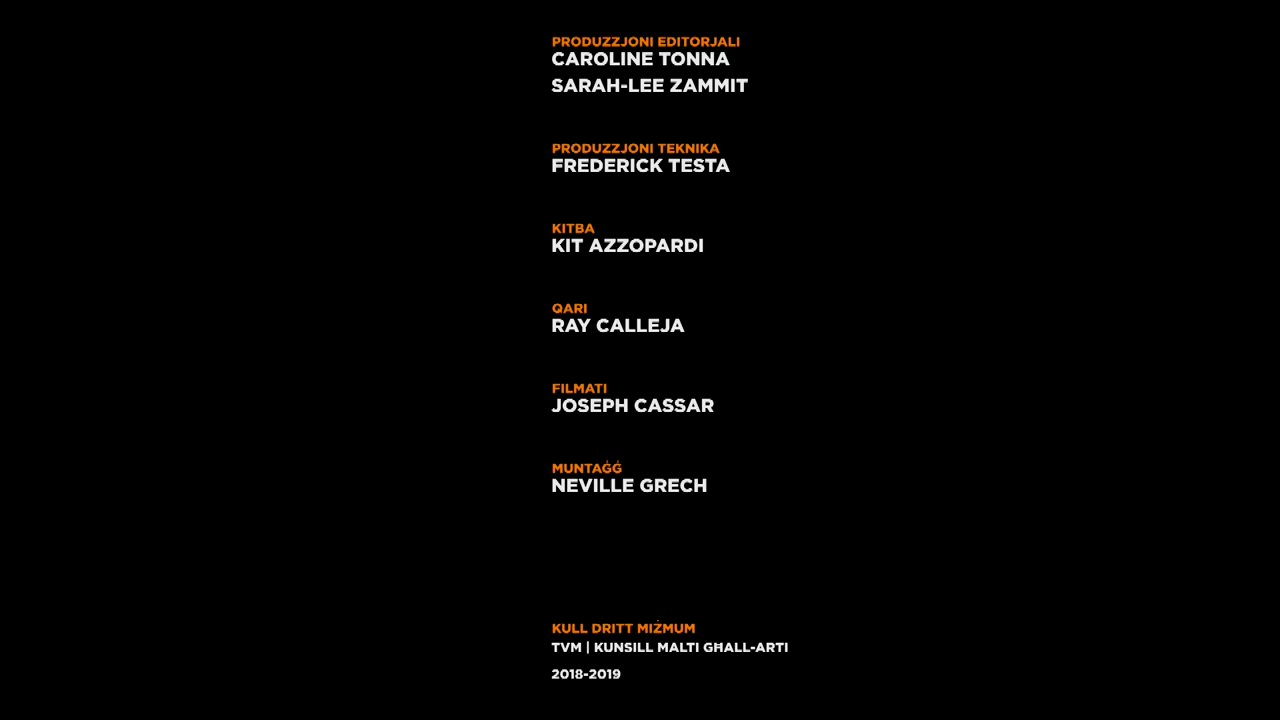 PRODUZZJONI EDITORJALI
CAROLINE TONNA
SARAH-LEE ZAMMIT
PRODUZZJONI TEKNIKA
FREDERICK TESTA
KITBA
KIT AZZOPARDI
QARI
RAY CALLEJA
FILMATI
JOSEPH CASSAR
MUNTAĠĠ
NEVILLE GRECH
KULL DRITT MIŻMUM
TVM | KUNSILL MALTI GĦALL-ARTI
2018-2019